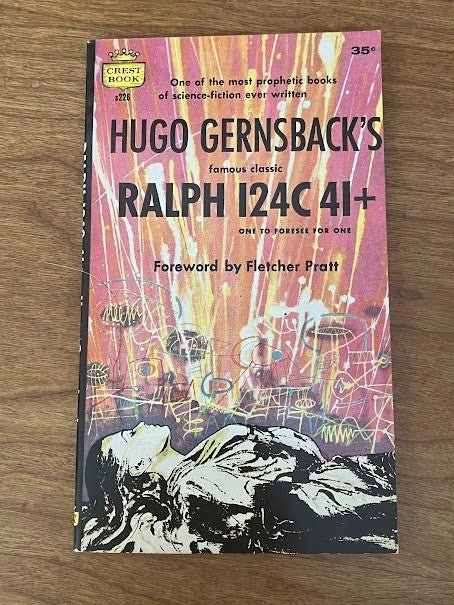 CREST
BOOK
s226
35¢
One of the most prophetic books
of science-fiction ever written
HUGO GERNSBACK'S
famous classic
RALPH 124C 41+
ONE TO FORESEE FOR ONE
Foreword by Fletcher Pratt